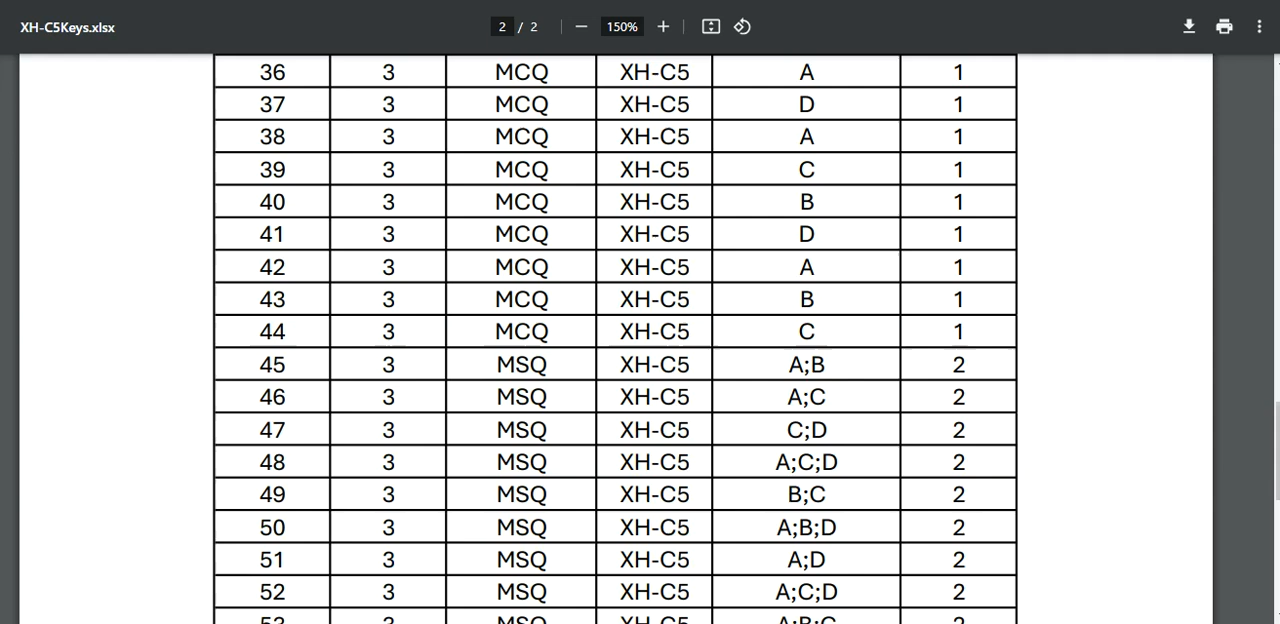 XH-C5Keys.xlsx 2 / 2 150%
36 3 MCQ XH-C5 A 1
37 3 MCQ XH-C5 D 1
38 3 MCQ XH-C5 A 1
39 3 MCQ XH-C5 C 1
40 3 MCQ XH-C5 B 1
41 3 MCQ XH-C5 D 1
42 3 MCQ XH-C5 A 1
43 3 MCQ XH-C5 B 1
44 3 MCQ XH-C5 C 1
45 3 MSQ XH-C5 A;B 2
46 3 MSQ XH-C5 A;C 2
47 3 MSQ XH-C5 C;D 2
48 3 MSQ XH-C5 A;C;D 2
49 3 MSQ XH-C5 B;C 2
50 3 MSQ XH-C5 A;B;D 2
51 3 MSQ XH-C5 A;D 2
52 3 MSQ XH-C5 A;C;D 2
53 3 MSQ XH-C5 A;B;C 2